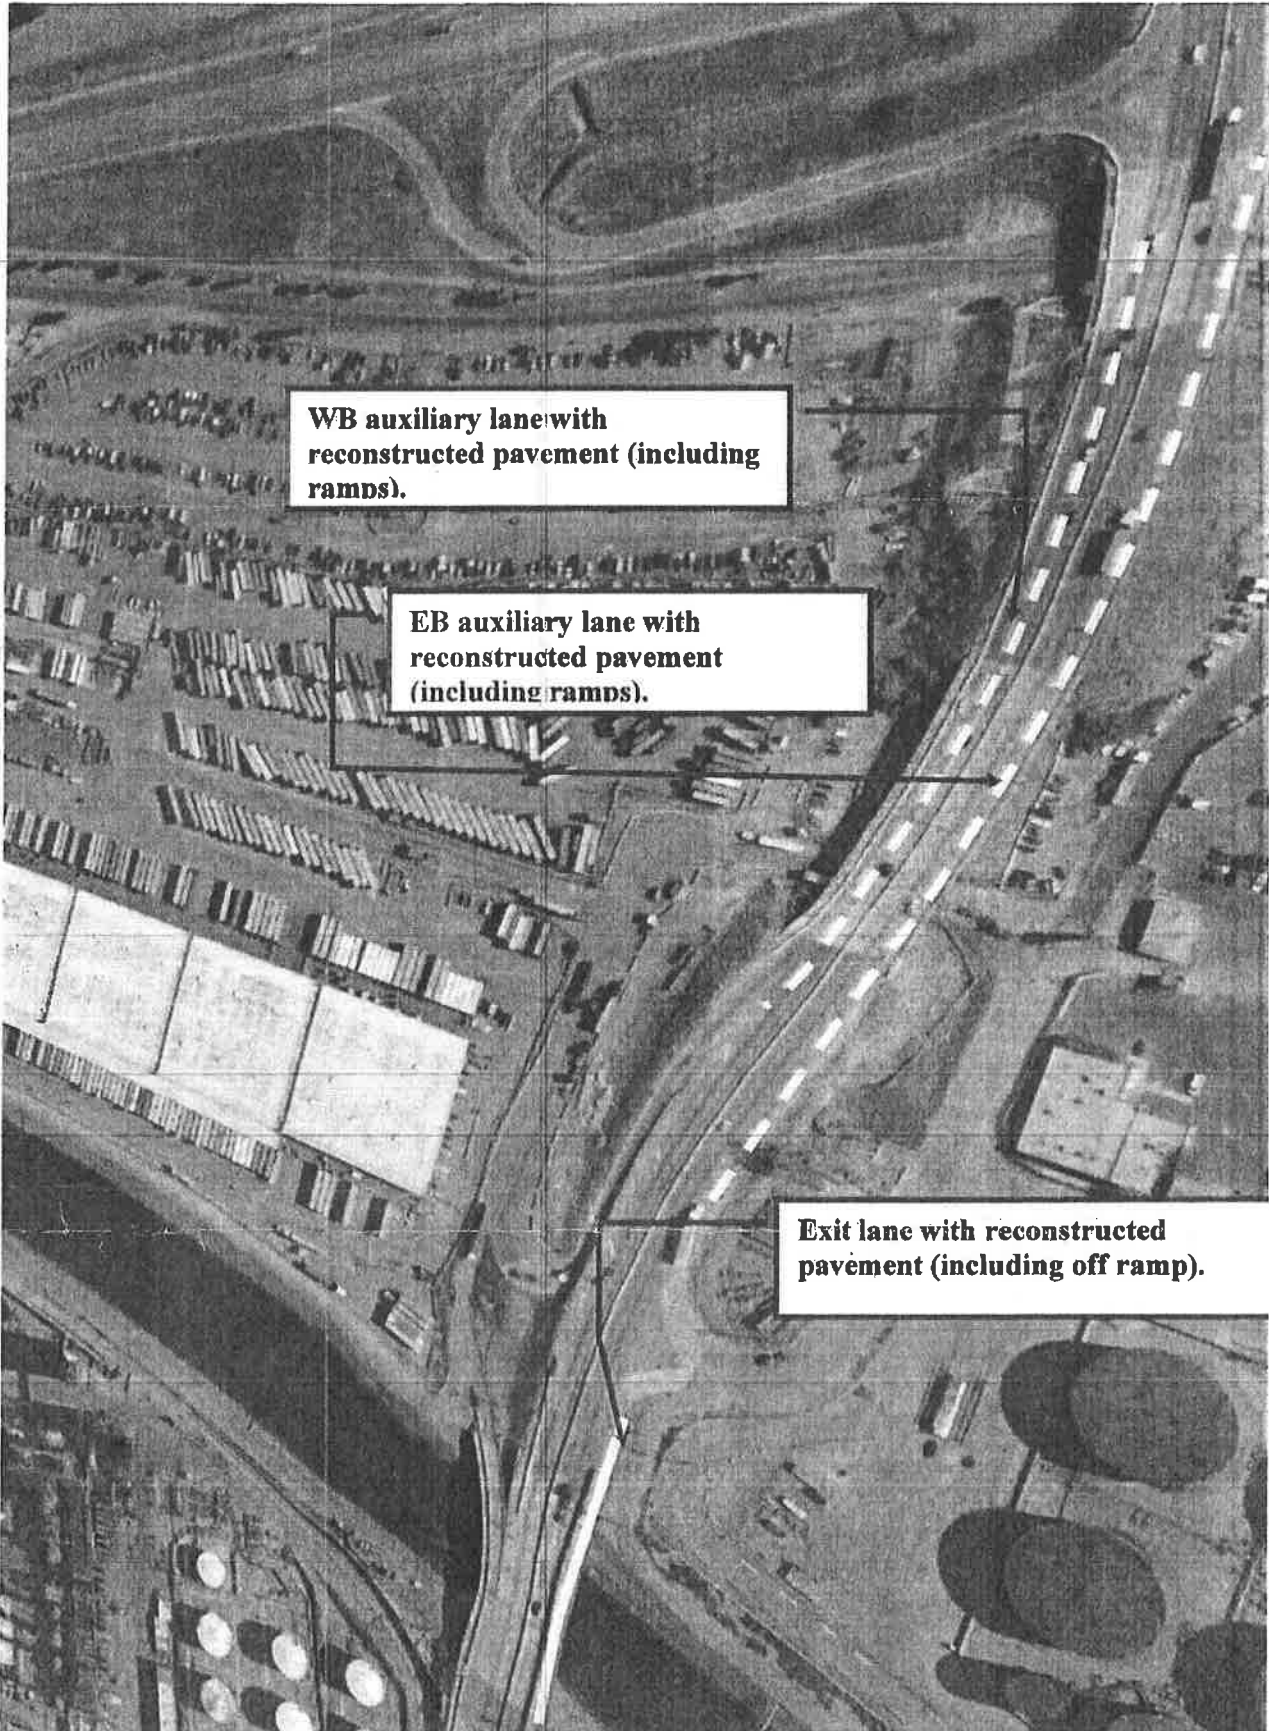 WB auxiliary lane with
reconstructed pavement (including
ramps).
EB auxiliary lane with
reconstructed pavement
(including ramps).
Exit lane with reconstructed
pavement (including off ramp).